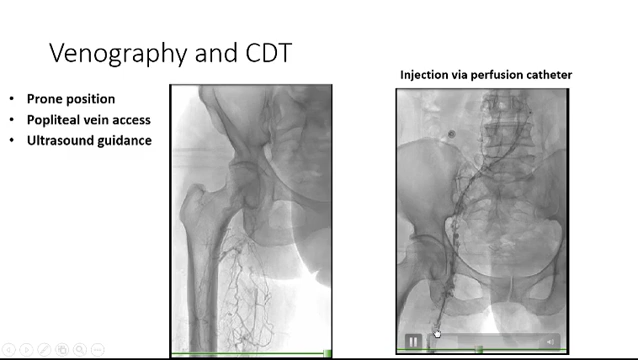 Venography and CDT
• Prone position
• Popliteal vein access
• Ultrasound guidance
Injection via perfusion catheter